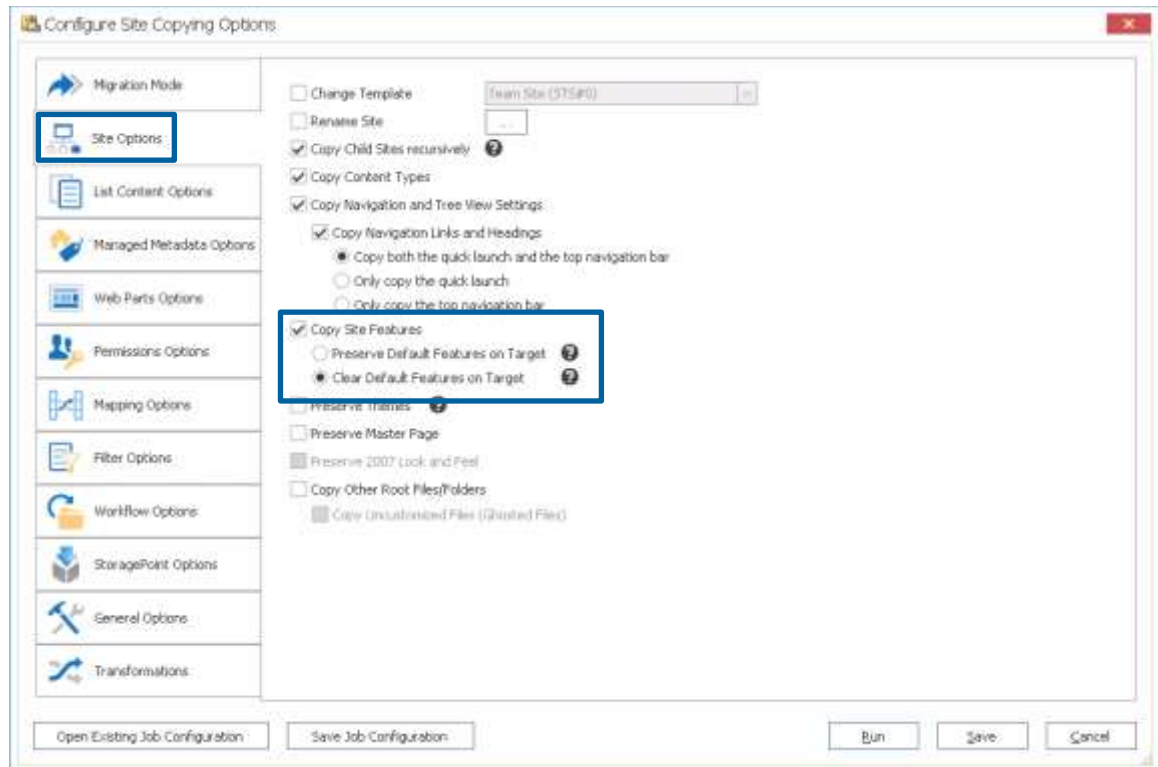 Configure Site Copying Options
Migration Mode
Site Options
List Content Options
Managed Metadata Options
Web Parts Options
Permissions Options
Mapping Options
Filter Options
Workflow Options
StoragePoint Options
General Options
Transformations
Change Template Team Site (STS#0)
Rename Site ...
Copy Child Sites recursively ?
Copy Content Types
Copy Navigation and Tree View Settings
Copy Navigation Links and Headings
Copy both the quick launch and the top navigation bar
Only copy the quick launch
Only copy the top navigation bar
Copy Site Features
Preserve Default Features on Target ?
Clear Default Features on Target ?
Preserve Themes ?
Preserve Master Page
Preserve 2007 Look and Feel
Copy Other Root Files/Folders
Copy Uncustomized Files (Ghosted Files)
Open Existing Job Configuration
Save Job Configuration
Run
Save
Cancel